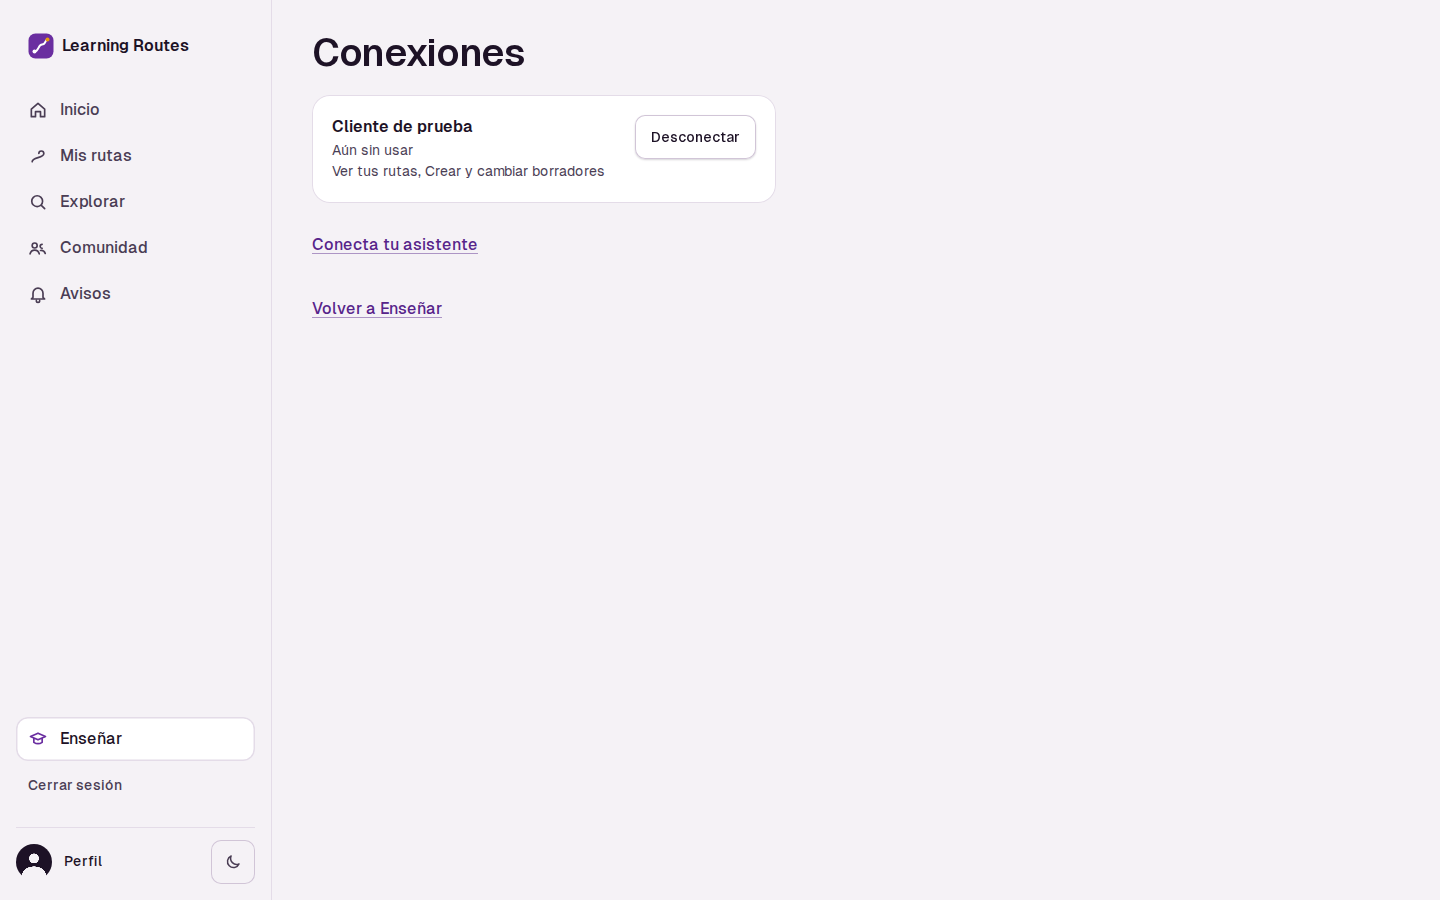 Learning Routes
Inicio
Mis rutas
Explorar
Comunidad
Avisos
Enseñar
Cerrar sesión
Perfil
Conexiones
Cliente de prueba
Aún sin usar
Ver tus rutas, Crear y cambiar borradores
Desconectar
Conecta tu asistente
Volver a Enseñar